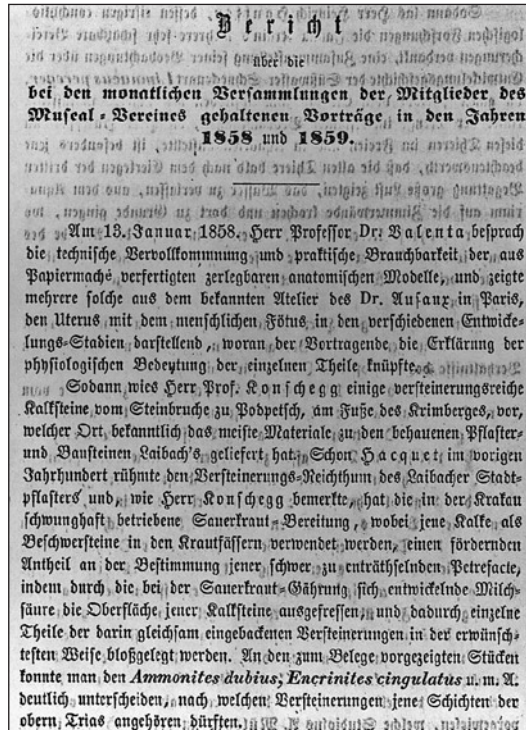 Bericht
über die
bei den monatlichen Versammlungen der Mitglieder des
Museal-Vereines gehaltenen Vorträge in den Jahren
1858 und 1859.
Am 13. Januar 1858. Herr Professor Dr. Valenta besprach
die technische Vervollkommnung und praktische Brauchbarkeit der aus
Papiermaché verfertigten zerlegbaren anatomischen Modelle, und zeigte
mehrere solche aus dem bekannten Atelier des Dr. Ausaux in Paris,
den Uterus mit dem menschlichen Fötus in den verschiedenen Entwicke-
lungs-Stadien darstellend, woran der Vortragende die Erklärung der
physiologischen Bedeutung der einzelnen Theile knüpfte.
Sodann wies Herr Prof. Konschegg einige versteinerungsreiche
Kalksteine vom Steinbruche zu Podpetsch, am Fuße des Krimberges, vor,
welcher Ort bekanntlich das meiste Materiale zu den behauenen Pflaster-
und Bausteinen Laibach's geliefert hat. Schon Hacquet im vorigen
Jahrhundert rühmte den Versteinerungs-Reichthum des Laibacher Stadt-
pflasters und, wie Herr Konschegg bemerkte, hat die in der Krakau
schwunghaft betriebene Sauerkraut-Bereitung, wobei jene Kalke als
Beschwersteine in den Krautfässern verwendet werden, einen fördernden
Antheil an der Bestimmung jener schwer zu enträthselnden Petrefacte,
indem durch die bei der Sauerkraut-Gährung sich entwickelnde Milch-
säure die Oberfläche jener Kalksteine ausgefressen, und dadurch einzelne
Theile der darin gleichsam eingebackenen Versteinerungen in der erwünsch-
testen Weise bloßgelegt werden. An den zum Belege vorgezeigten Stücken
konnte man den Ammonites dubius, Encrinites cingulatus u. m. A.
deutlich unterscheiden, nach welchen Versteinerungen jene Schichten der
obern Trias angehören dürften.